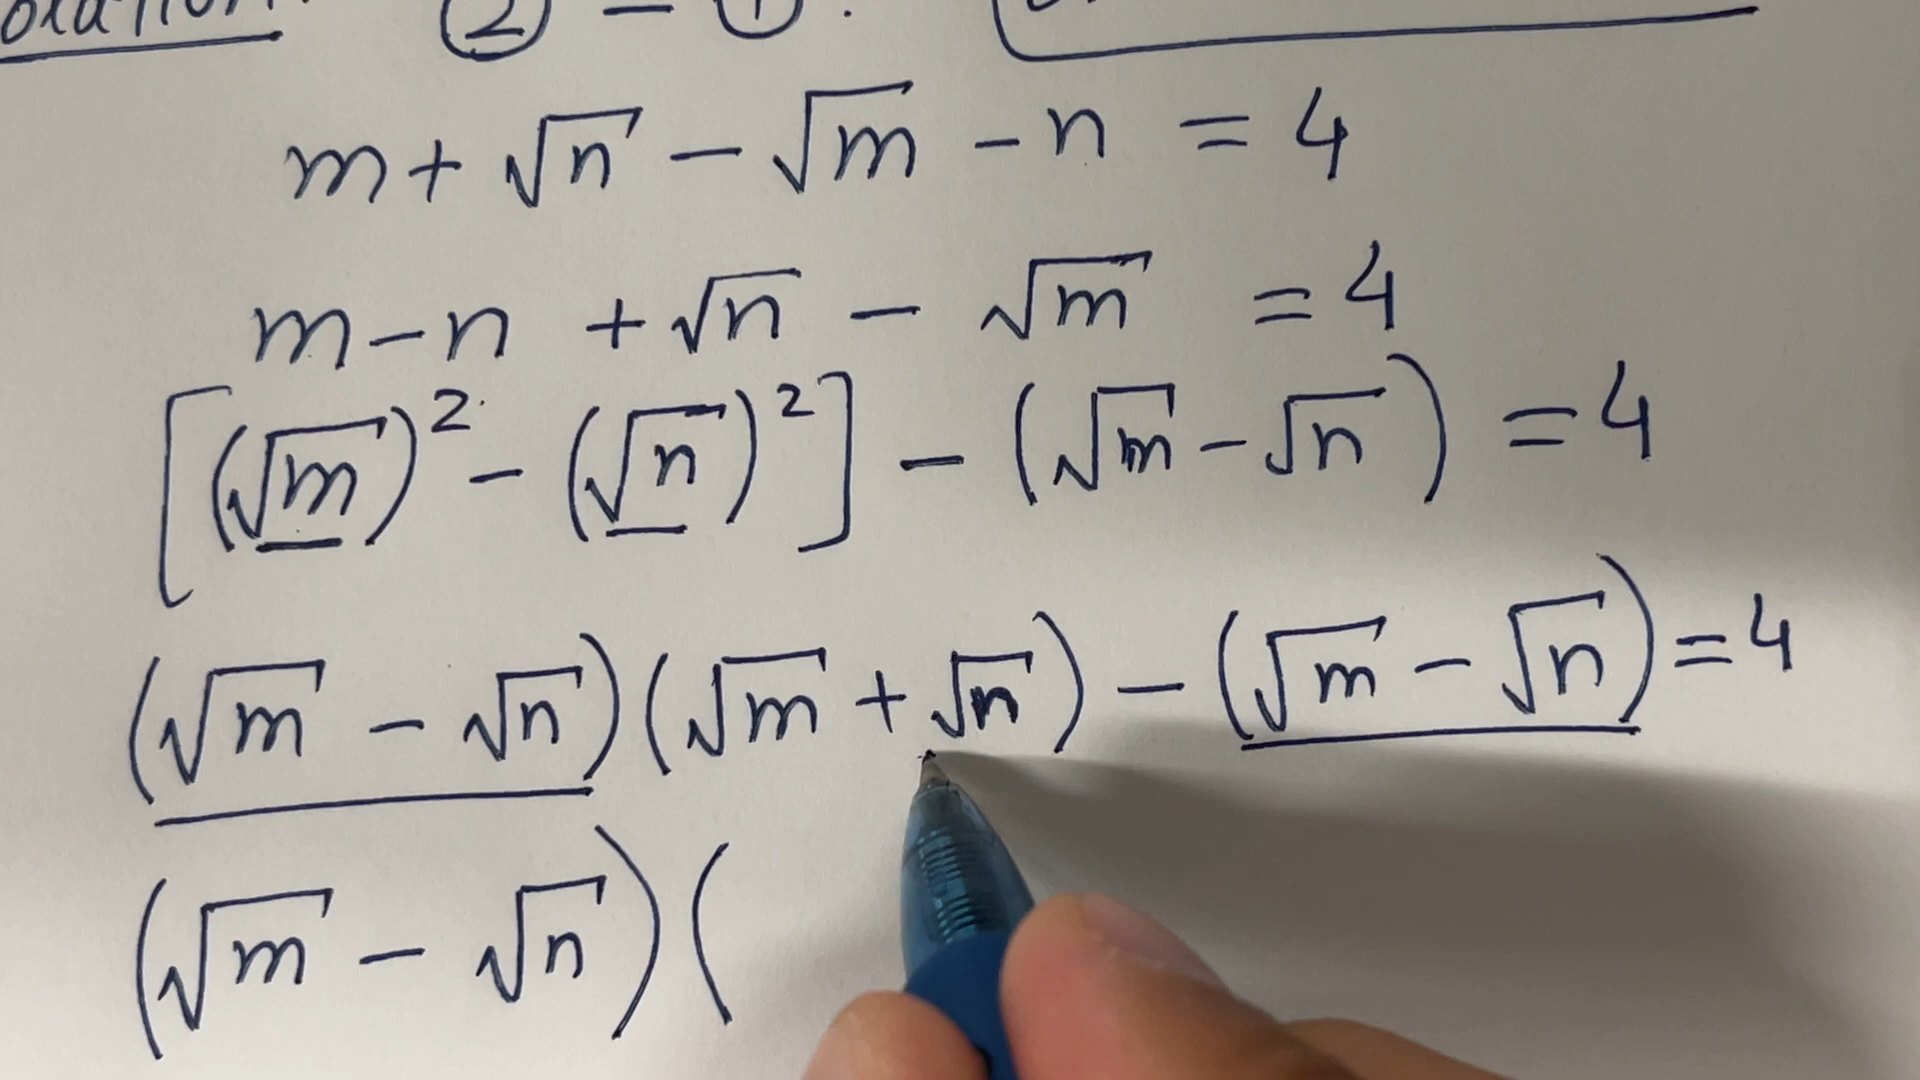 ② - ① :
m + √n - √m - n = 4
m - n + √n - √m = 4
[(√m)² - (√n)²] - (√m - √n) = 4
(√m - √n)(√m + √n) - (√m - √n) = 4
(√m - √n)(